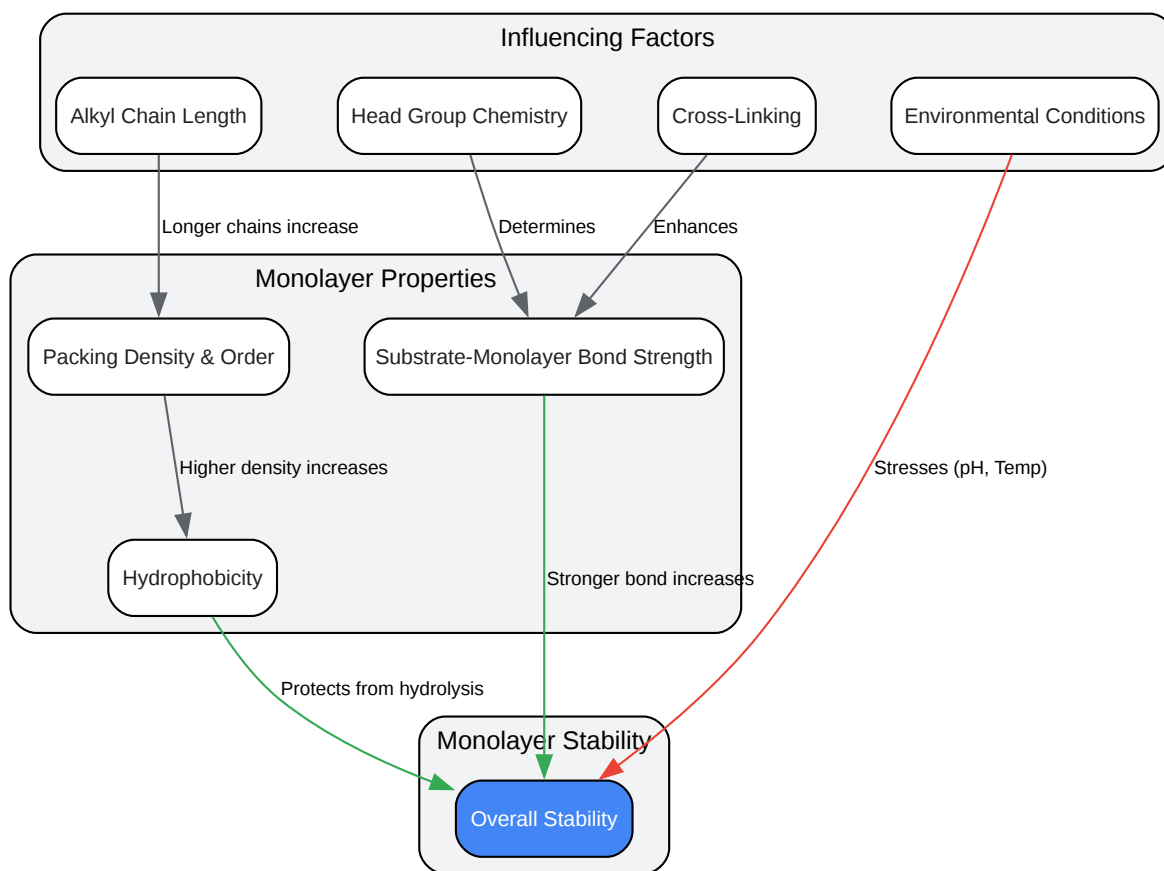 Influencing Factors
Alkyl Chain Length
Head Group Chemistry
Cross-Linking
Environmental Conditions
Longer chains increase
Determines
Enhances
Monolayer Properties
Packing Density & Order
Substrate-Monolayer Bond Strength
Higher density increases
Stresses (pH, Temp)
Hydrophobicity
Stronger bond increases
Protects from hydrolysis
Monolayer Stability
Overall Stability